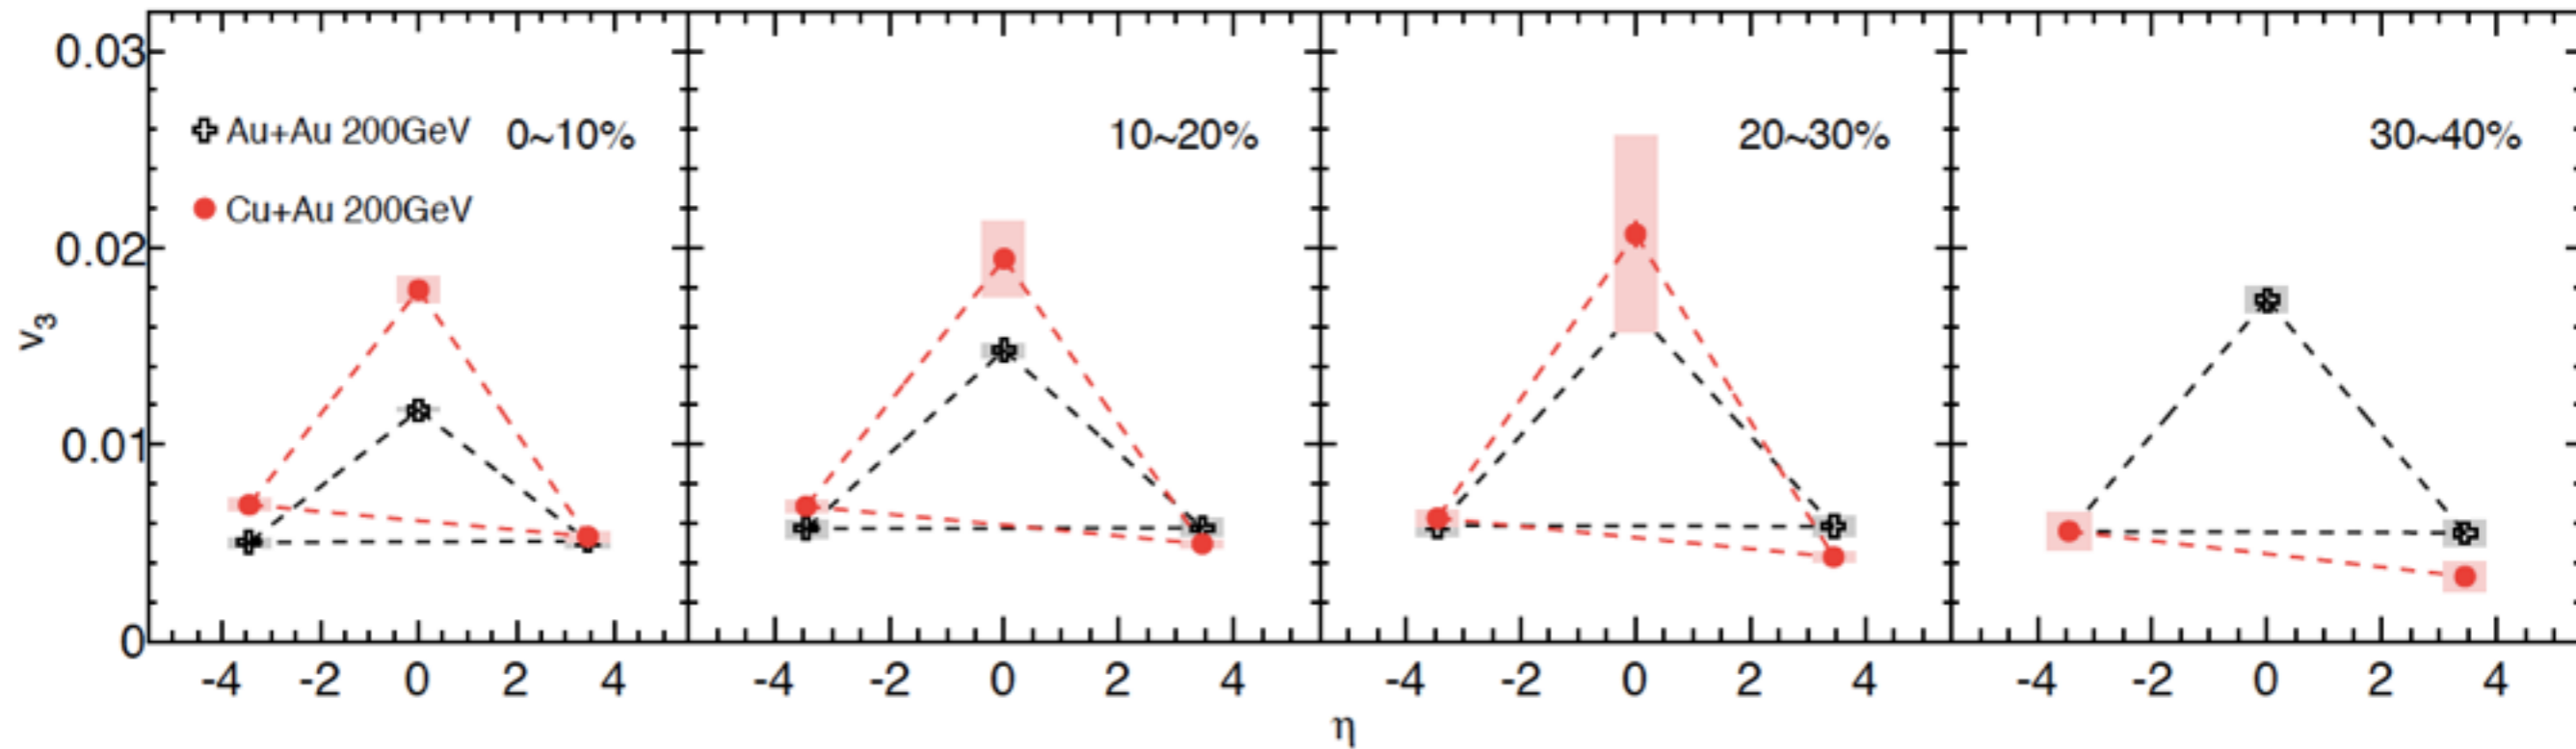 0.03
Au+Au 200GeV 0~10% 10~20% 20~30% 30~40%
Cu+Au 200GeV
0.02
v3
0.01
0
-4 -2 0 2 4 -4 -2 0 2 4 -4 -2 0 2 4 -4 -2 0 2 4
η